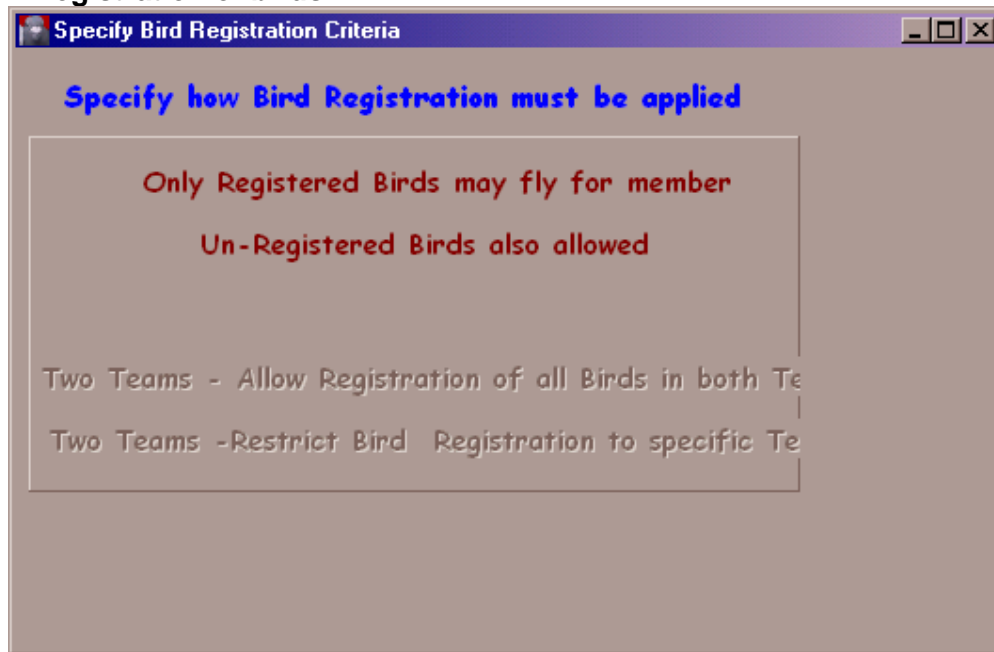 Specify Bird Registration Criteria
Specify how Bird Registration must be applied
Only Registered Birds may fly for member
Un-Registered Birds also allowed
Two Teams - Allow Registration of all Birds in both Te
Two Teams -Restrict Bird Registration to specific Te